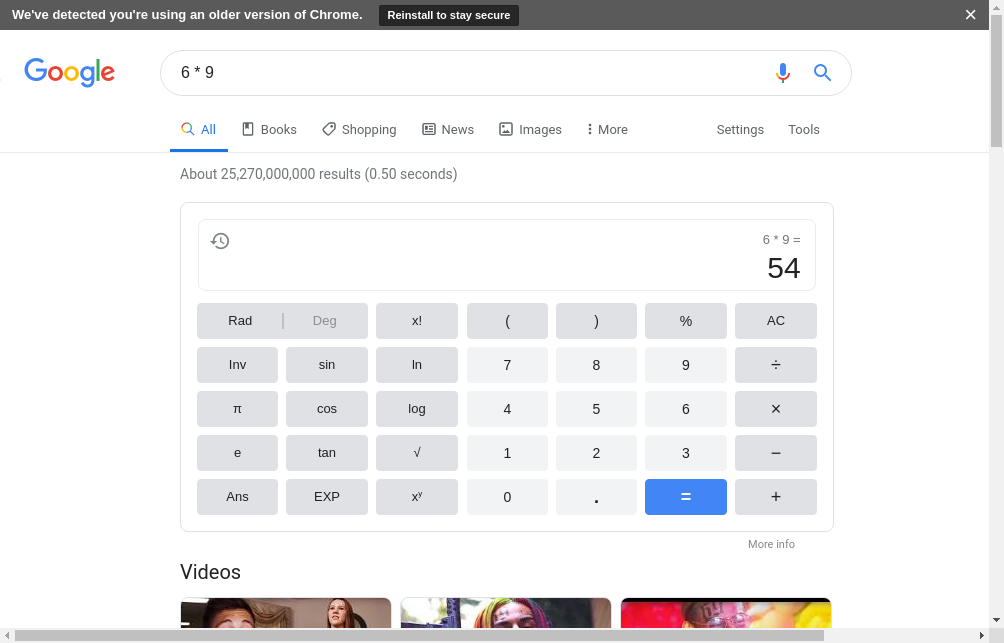 We've detected you're using an older version of Chrome. Reinstall to stay secure
Google 6 * 9
All Books Shopping News Images More Settings Tools
About 25,270,000,000 results (0.50 seconds)
6 * 9 =
54
Rad Deg x! ( ) % AC
Inv sin ln 7 8 9 ÷
π cos log 4 5 6 ×
e tan √ 1 2 3 −
Ans EXP xʸ 0 . = +
More info
Videos